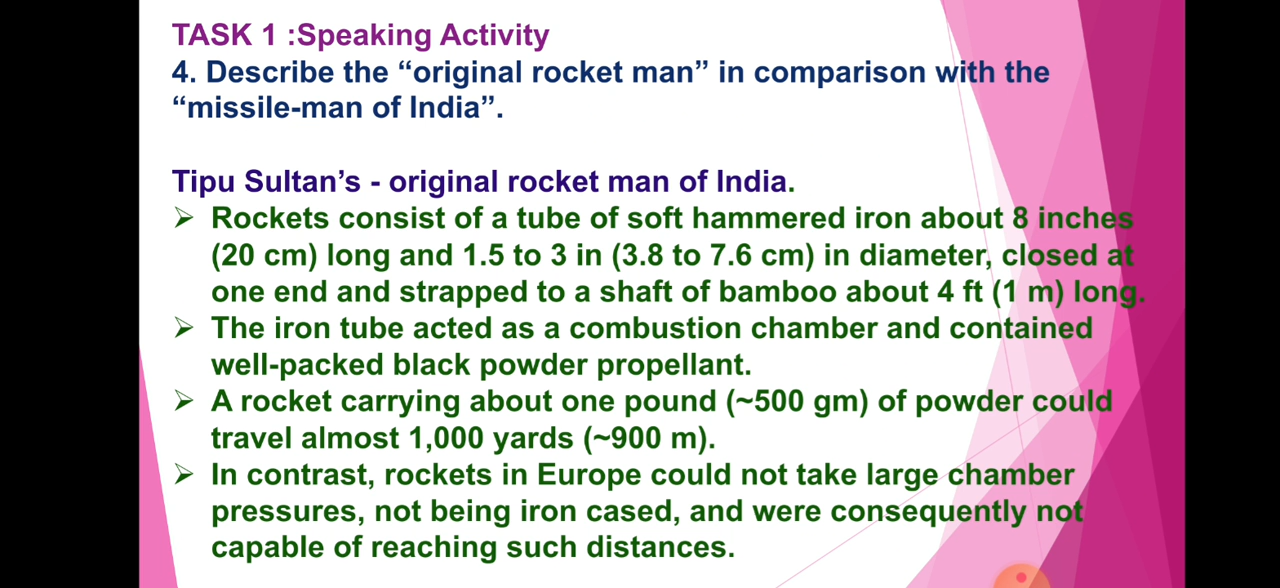 TASK 1 :Speaking Activity
4. Describe the “original rocket man” in comparison with the
“missile-man of India”.
Tipu Sultan’s - original rocket man of India.
➢ Rockets consist of a tube of soft hammered iron about 8 inches
(20 cm) long and 1.5 to 3 in (3.8 to 7.6 cm) in diameter, closed at
one end and strapped to a shaft of bamboo about 4 ft (1 m) long.
➢ The iron tube acted as a combustion chamber and contained
well-packed black powder propellant.
➢ A rocket carrying about one pound (~500 gm) of powder could
travel almost 1,000 yards (~900 m).
➢ In contrast, rockets in Europe could not take large chamber
pressures, not being iron cased, and were consequently not
capable of reaching such distances.